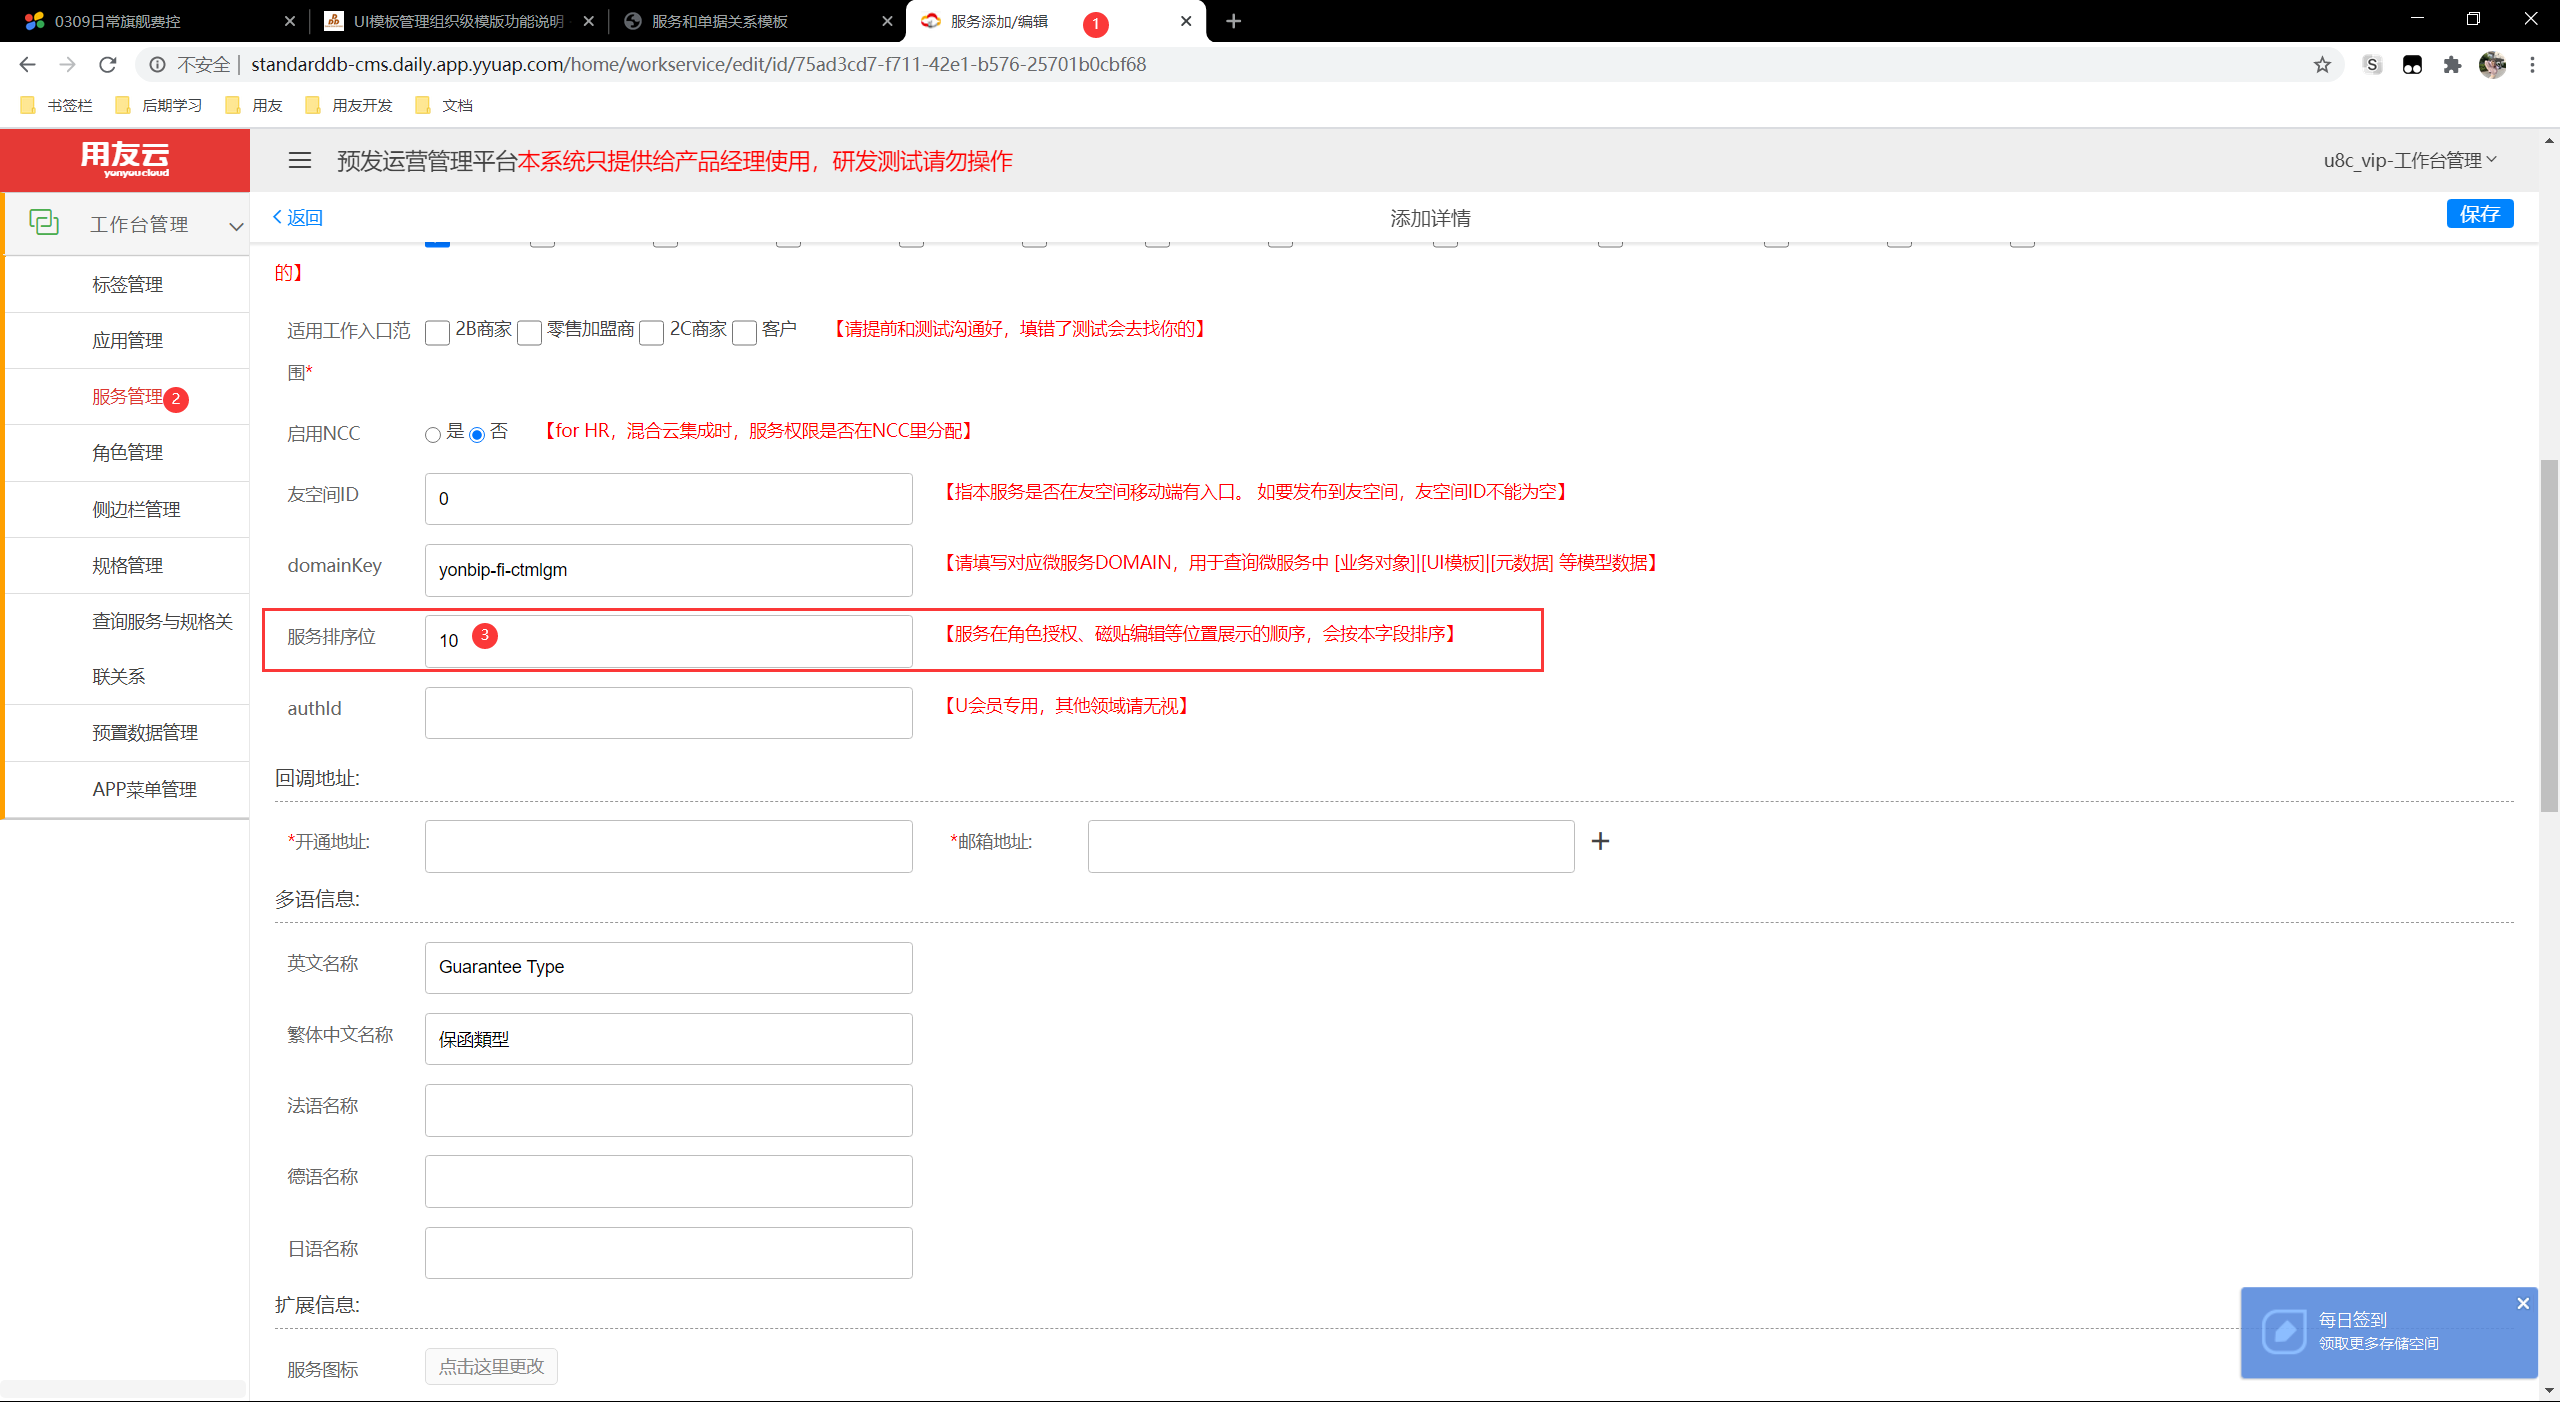 0309日常旗舰费控
UI模板管理组织级模版功能说明
服务和单据关系模板
服务添加/编辑
1
不安全
standarddb-cms.daily.app.yyuap.com/home/workservice/edit/id/75ad3cd7-f711-42e1-b576-25701b0cbf68
书签栏
后期学习
用友
用友开发
文档
用友云
yonyou cloud
预发运营管理平台本系统只提供给产品经理使用，研发测试请勿操作
u8c_vip-工作台管理
工作台管理
返回
添加详情
保存
标签管理
应用管理
服务管理
2
角色管理
侧边栏管理
规格管理
查询服务与规格关
联关系
预置数据管理
APP菜单管理
的】
适用工作入口范
围*
2B商家
零售加盟商
2C商家
客户
【请提前和测试沟通好，填错了测试会去找你的】
启用NCC
是
否
【for HR，混合云集成时，服务权限是否在NCC里分配】
友空间ID
0
【指本服务是否在友空间移动端有入口。 如要发布到友空间，友空间ID不能为空】
domainKey
yonbip-fi-ctmlgm
【请填写对应微服务DOMAIN，用于查询微服务中 [业务对象]|[UI模板]|[元数据] 等模型数据】
服务排序位
10
3
【服务在角色授权、磁贴编辑等位置展示的顺序，会按本字段排序】
authId
【U会员专用，其他领域请无视】
回调地址:
*开通地址:
*邮箱地址:
多语信息:
英文名称
Guarantee Type
繁体中文名称
保函類型
法语名称
德语名称
日语名称
扩展信息:
服务图标
点击这里更改
每日签到
领取更多存储空间